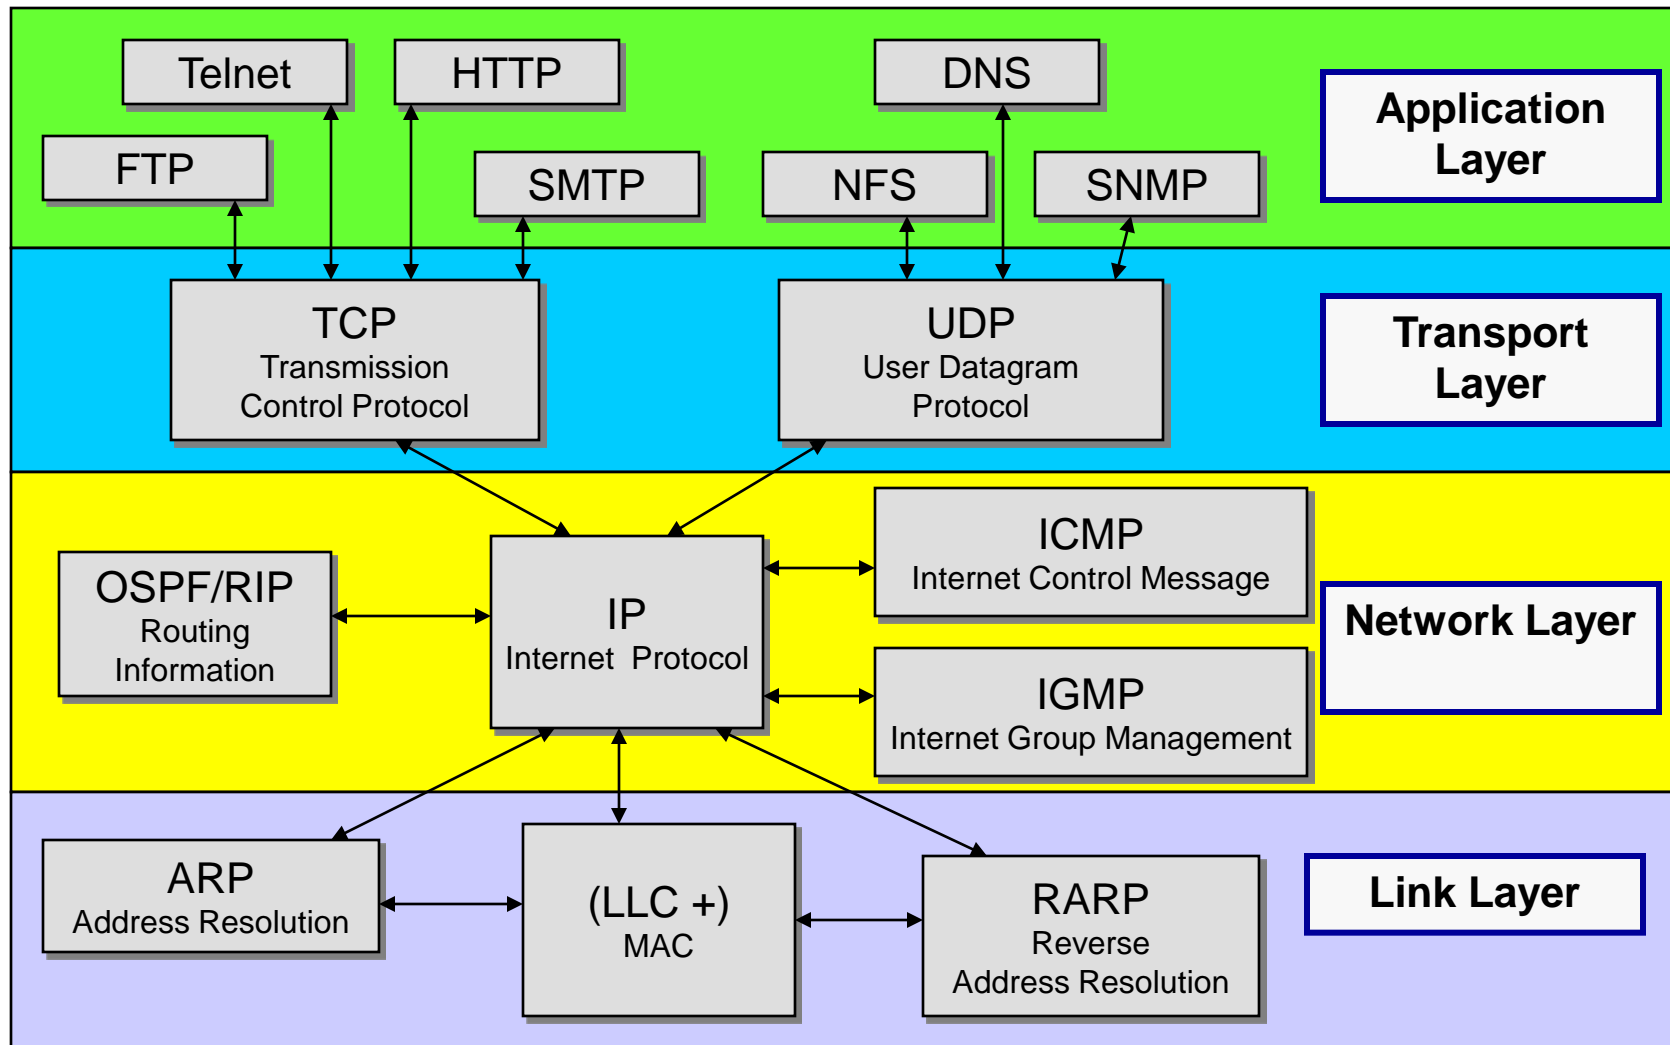 Telnet
HTTP
DNS
FTP
SMTP
NFS
SNMP
Application
Layer
TCP
Transmission
Control Protocol
UDP
User Datagram
Protocol
Transport
Layer
OSPF/RIP
Routing
Information
IP
Internet Protocol
ICMP
Internet Control Message
IGMP
Internet Group Management
Network Layer
ARP
Address Resolution
(LLC +)
MAC
RARP
Reverse
Address Resolution
Link Layer